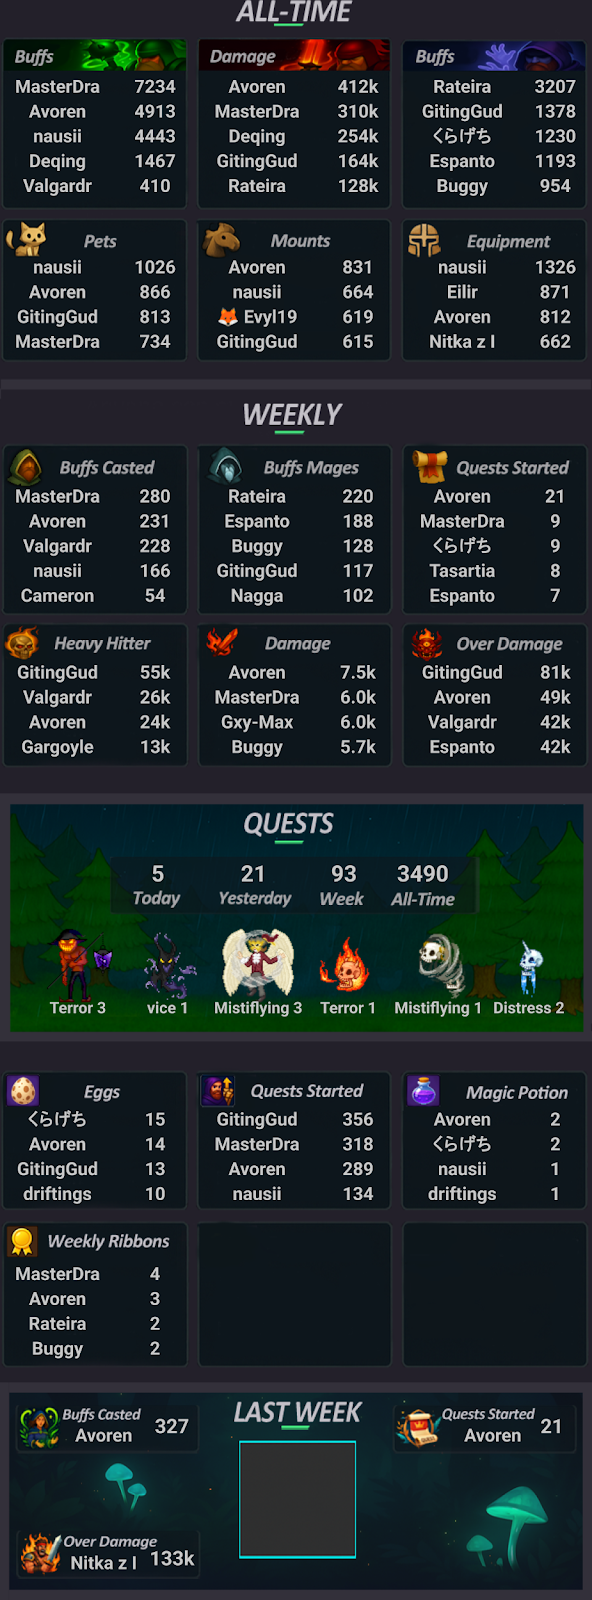 ALL-TIME
Buffs
MasterDra 7234
Avoren 4913
nausii 4443
Deqing 1467
Valgardr 410
Damage
Avoren 412k
MasterDra 310k
Deqing 254k
GitingGud 164k
Rateira 128k
Buffs
Rateira 3207
GitingGud 1378
くらげち 1230
Espanto 1193
Buggy 954
Pets
nausii 1026
Avoren 866
GitingGud 813
MasterDra 734
Mounts
Avoren 831
nausii 664
🦊 Evyl19 619
GitingGud 615
Equipment
nausii 1326
Eilir 871
Avoren 812
Nitka z l 662
WEEKLY
Buffs Casted
MasterDra 280
Avoren 231
Valgardr 228
nausii 166
Cameron 54
Buffs Mages
Rateira 220
Espanto 188
Buggy 128
GitingGud 117
Nagga 102
Quests Started
Avoren 21
MasterDra 9
くらげち 9
Tasartia 8
Espanto 7
Heavy Hitter
GitingGud 55k
Valgardr 26k
Avoren 24k
Gargoyle 13k
Damage
Avoren 7.5k
MasterDra 6.0k
Gxy-Max 6.0k
Buggy 5.7k
Over Damage
GitingGud 81k
Avoren 49k
Valgardr 42k
Espanto 42k
QUESTS
5 21 93 3490
Today Yesterday Week All-Time
Terror 3 vice 1 Mistiflying 3 Terror 1 Mistiflying 1 Distress 2
Eggs
くらげち 15
Avoren 14
GitingGud 13
driftings 10
Quests Started
GitingGud 356
MasterDra 318
Avoren 289
nausii 134
Magic Potion
Avoren 2
くらげち 2
nausii 1
driftings 1
Weekly Ribbons
MasterDra 4
Avoren 3
Rateira 2
Buggy 2
LAST WEEK
Buffs Casted
Avoren 327
Quests Started
Avoren 21
Over Damage
Nitka z l 133k